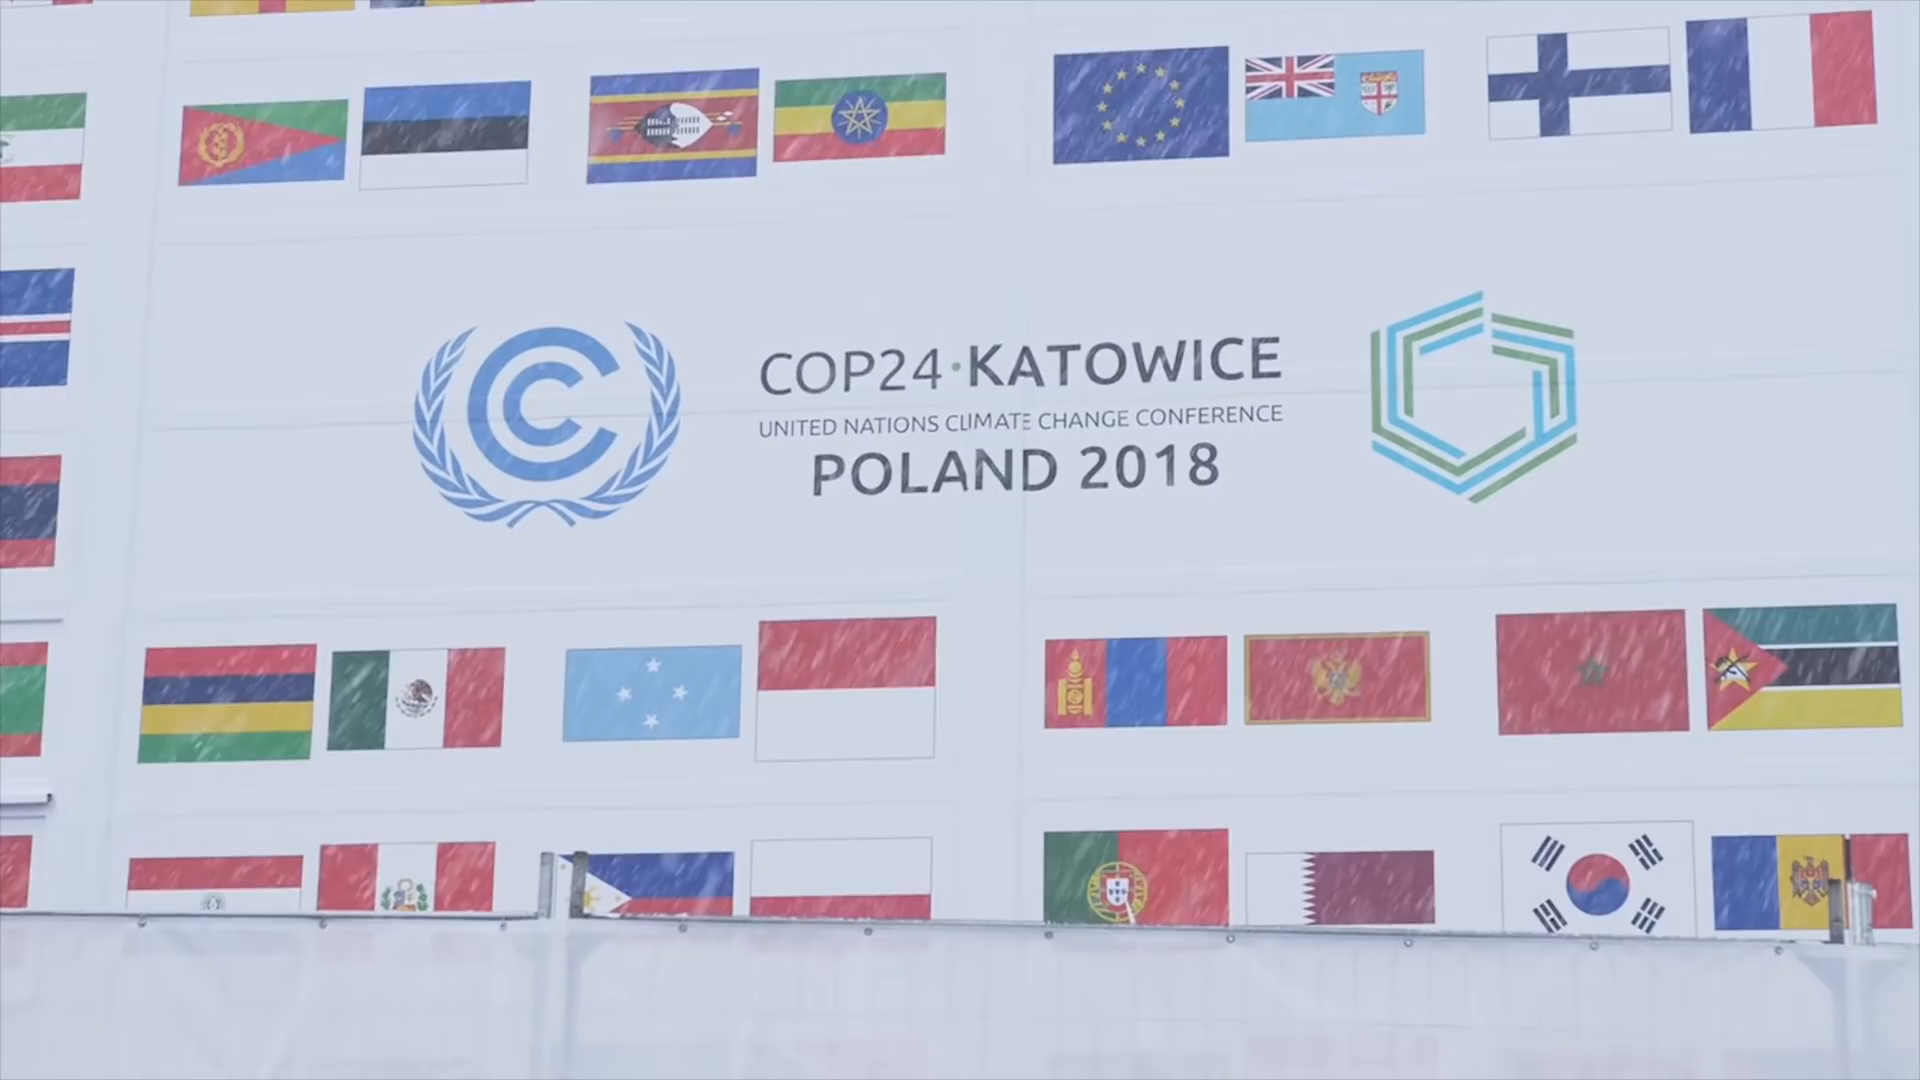 COP24·KATOWICE
UNITED NATIONS CLIMATE CHANGE CONFERENCE
POLAND 2018